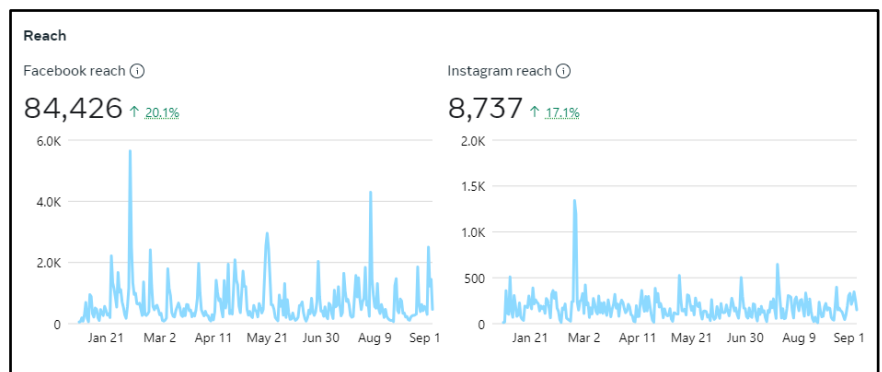 Reach
Facebook reach
84,426 ↑ 20.1%
6.0K
4.0K
2.0K
0
Jan 21 Mar 2 Apr 11 May 21 Jun 30 Aug 9 Sep 1
Instagram reach
8,737 ↑ 17.1%
2.0K
1.5K
1.0K
500
0
Jan 21 Mar 2 Apr 11 May 21 Jun 30 Aug 9 Sep 1